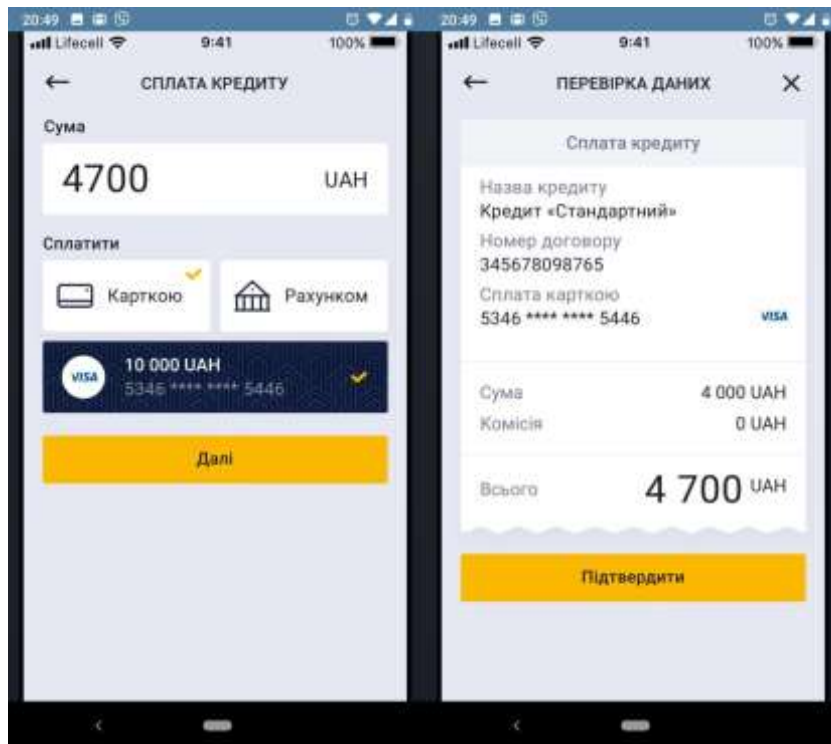 20:49
Lifecell 9:41 100%
СПЛАТА КРЕДИТУ
Сума
4700 UAH
Сплатити
Карткою Рахунком
VISA 10 000 UAH
5346 **** **** 5446
Далі
20:49
Lifecell 9:41 100%
ПЕРЕВІРКА ДАНИХ
Сплата кредиту
Назва кредиту
Кредит «Стандартний»
Номер договору
345678098765
Сплата карткою
5346 **** **** 5446 VISA
Сума 4 000 UAH
Комісія 0 UAH
Всього 4 700 UAH
Підтвердити